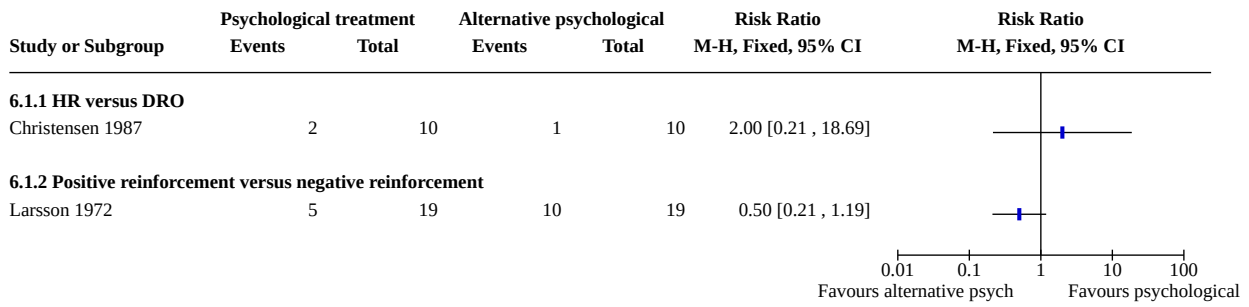 Psychological treatment Alternative psychological Risk Ratio Risk Ratio
Study or Subgroup Events Total Events Total M-H, Fixed, 95% CI M-H, Fixed, 95% CI
6.1.1 HR versus DRO
Christensen 1987 2 10 1 10 2.00 [0.21 , 18.69]
6.1.2 Positive reinforcement versus negative reinforcement
Larsson 1972 5 19 10 19 0.50 [0.21 , 1.19]
0.01 0.1 1 10 100
Favours alternative psych Favours psychological